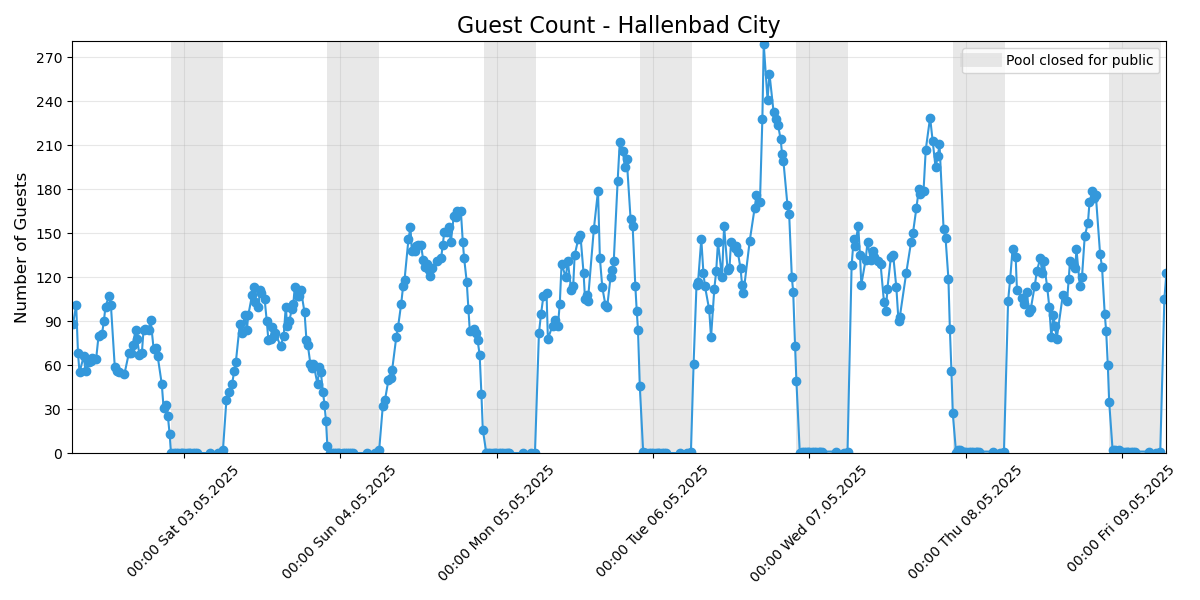 Guest Count - Hallenbad City
Pool closed for public
Number of Guests
270
240
210
180
150
120
90
60
30
0
00:00 Sat 03.05.2025
00:00 Sun 04.05.2025
00:00 Mon 05.05.2025
00:00 Tue 06.05.2025
00:00 Wed 07.05.2025
00:00 Thu 08.05.2025
00:00 Fri 09.05.2025